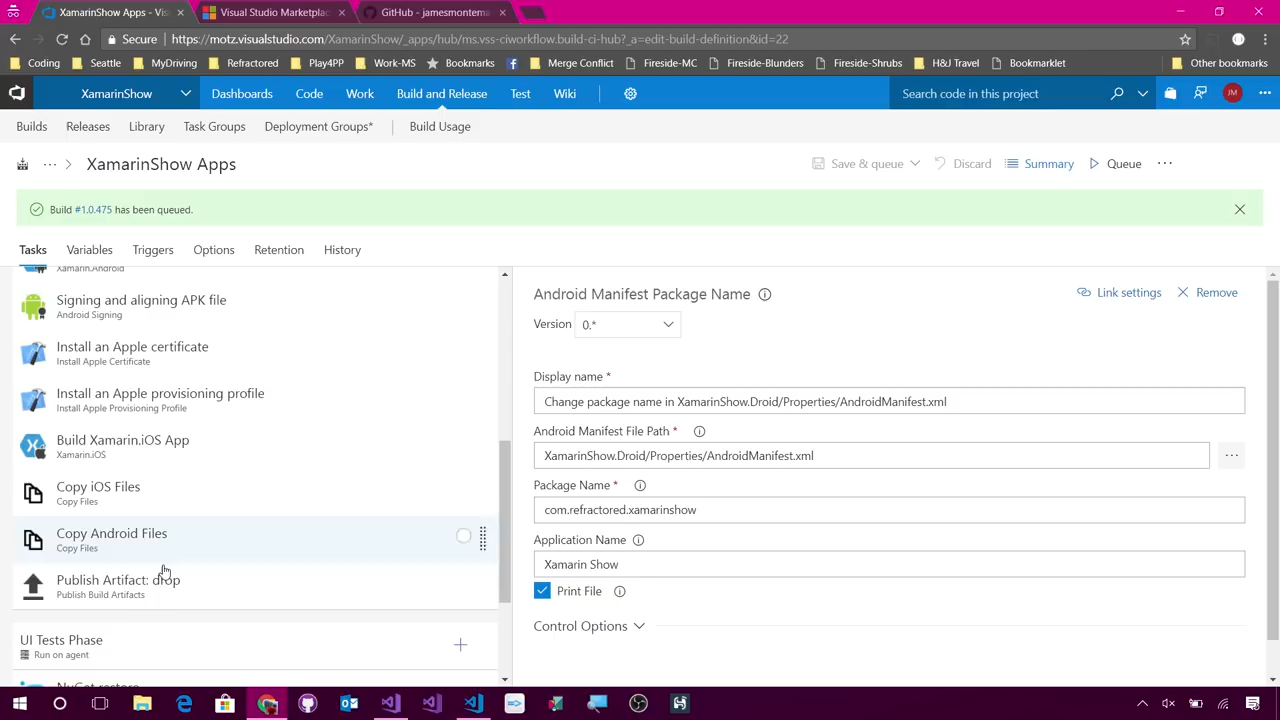 XamarinShow Apps - Vis
Visual Studio Marketplac
GitHub - jamesmontema
Secure
https://motz.visualstudio.com/XamarinShow/_apps/hub/ms.vss-ciworkflow.build-ci-hub?_a=edit-build-definition&id=22
Coding
Seattle
MyDriving
Refractored
Play4PP
Work-MS
Bookmarks
Merge Conflict
Fireside-MC
Fireside-Blunders
Fireside-Shrubs
H&J Travel
Bookmarklet
Other bookmarks
XamarinShow
Dashboards
Code
Work
Build and Release
Test
Wiki
Search code in this project
JM
Builds
Releases
Library
Task Groups
Deployment Groups*
Build Usage
... > XamarinShow Apps
Save & queue
Discard
Summary
Queue
Build #1.0.475 has been queued.
Tasks
Variables
Triggers
Options
Retention
History
Xamarin.Android
Signing and aligning APK file
Android Signing
Install an Apple certificate
Install Apple Certificate
Install an Apple provisioning profile
Install Apple Provisioning Profile
Build Xamarin.iOS App
Xamarin.iOS
Copy iOS Files
Copy Files
Copy Android Files
Copy Files
Publish Artifact: drop
Publish Build Artifacts
UI Tests Phase
Run on agent
NuGet restore
Android Manifest Package Name
Link settings
Remove
Version 0.*
Display name *
Change package name in XamarinShow.Droid/Properties/AndroidManifest.xml
Android Manifest File Path *
XamarinShow.Droid/Properties/AndroidManifest.xml
Package Name *
com.refractored.xamarinshow
Application Name
Xamarin Show
Print File
Control Options